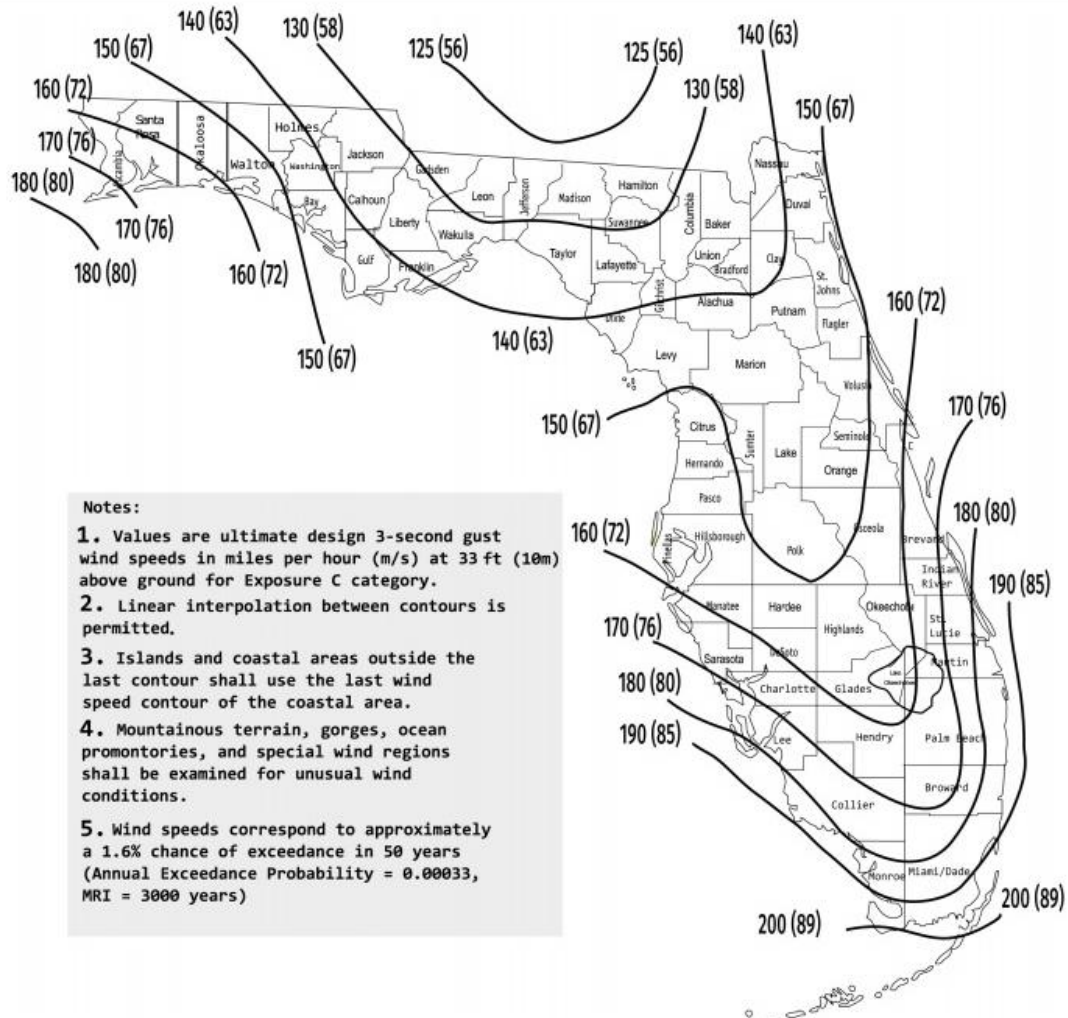 140 (63)
130 (58)
140 (63)
150 (67)
125 (56)
125 (56)
160 (72)
130 (58)
150 (67)
Santa
Rosa
Okaloosa
Holmes
170 (76)
Escambia
Walton
Washington
Jackson
Gadsden
Nassau
180 (80)
Bay
Calhoun
Leon
Jefferson
Madison
Hamilton
Columbia
Duval
170 (76)
Liberty
Wakulla
Suwannee
Baker
180 (80)
160 (72)
Gulf
Franklin
Taylor
Lafayette
Union
Bradford
Clay
St.
Johns
150 (67)
140 (63)
Dixie
Gilchrist
Alachua
Putnam
Flagler
160 (72)
Levy
Marion
Volusia
150 (67)
Citrus
Sumter
Lake
Seminole
170 (76)
Hernando
Orange
Pasco
Osceola
180 (80)
160 (72)
Pinellas
Hillsborough
Polk
Brevard
Indian
River
190 (85)
Manatee
Hardee
Okeechobe
Highlands
St.
Lucie
170 (76)
Sarasota
DeSoto
Martin
180 (80)
Charlotte
Glades
Lake
Okeechobee
190 (85)
Lee
Hendry
Palm Beach
Collier
Broward
Monroe
Miami/Dade
200 (89)
200 (89)
Notes:
1. Values are ultimate design 3-second gust
wind speeds in miles per hour (m/s) at 33 ft (10m)
above ground for Exposure C category.
2. Linear interpolation between contours is
permitted.
3. Islands and coastal areas outside the
last contour shall use the last wind
speed contour of the coastal area.
4. Mountainous terrain, gorges, ocean
promontories, and special wind regions
shall be examined for unusual wind
conditions.
5. Wind speeds correspond to approximately
a 1.6% chance of exceedance in 50 years
(Annual Exceedance Probability = 0.00033,
MRI = 3000 years)